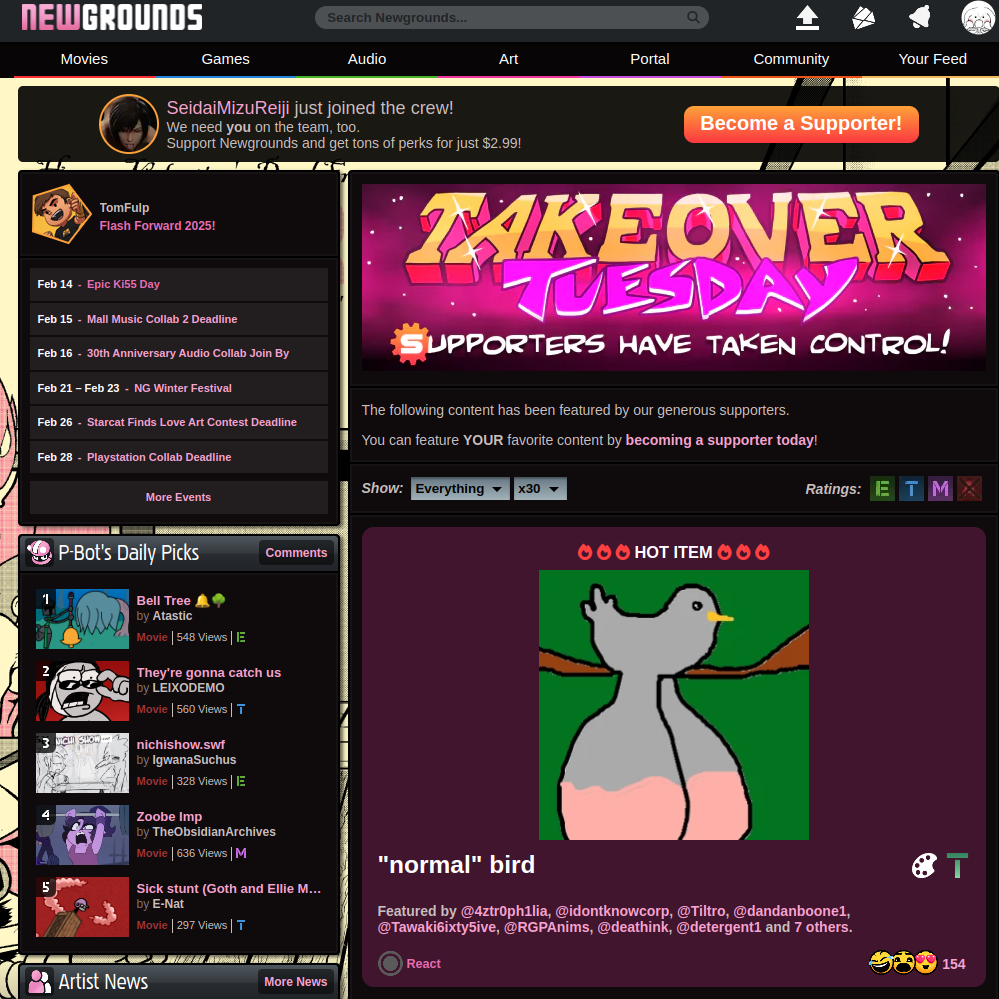 NEWGROUNDS
Search Newgrounds...
Movies
Games
Audio
Art
Portal
Community
Your Feed
SeidaiMizuReiji just joined the crew!
We need you on the team, too.
Support Newgrounds and get tons of perks for just $2.99!
Become a Supporter!
TomFulp
Flash Forward 2025!
Feb 14 - Epic Ki55 Day
Feb 15 - Mall Music Collab 2 Deadline
Feb 16 - 30th Anniversary Audio Collab Join By
Feb 21 – Feb 23 - NG Winter Festival
Feb 26 - Starcat Finds Love Art Contest Deadline
Feb 28 - Playstation Collab Deadline
More Events
P-Bot's Daily Picks
Comments
1
Bell Tree 🔔🌳
by Atastic
Movie | 548 Views | E
2
They're gonna catch us
by LEIXODEMO
Movie | 560 Views | T
3
nichishow.swf
by IgwanaSuchus
Movie | 328 Views | E
4
Zoobe Imp
by TheObsidianArchives
Movie | 636 Views | M
5
Sick stunt (Goth and Ellie M…
by E-Nat
Movie | 297 Views | T
Artist News
More News
TAKEOVER
TUESDAY
SUPPORTERS HAVE TAKEN CONTROL!
The following content has been featured by our generous supporters.
You can feature YOUR favorite content by becoming a supporter today!
Show: Everything x30
Ratings: E T M
HOT ITEM
"normal" bird
T
Featured by @4ztr0ph1lia, @idontknowcorp, @Tiltro, @dandanboone1,
@Tawaki6ixty5ive, @RGPAnims, @deathink, @detergent1 and 7 others.
React
154